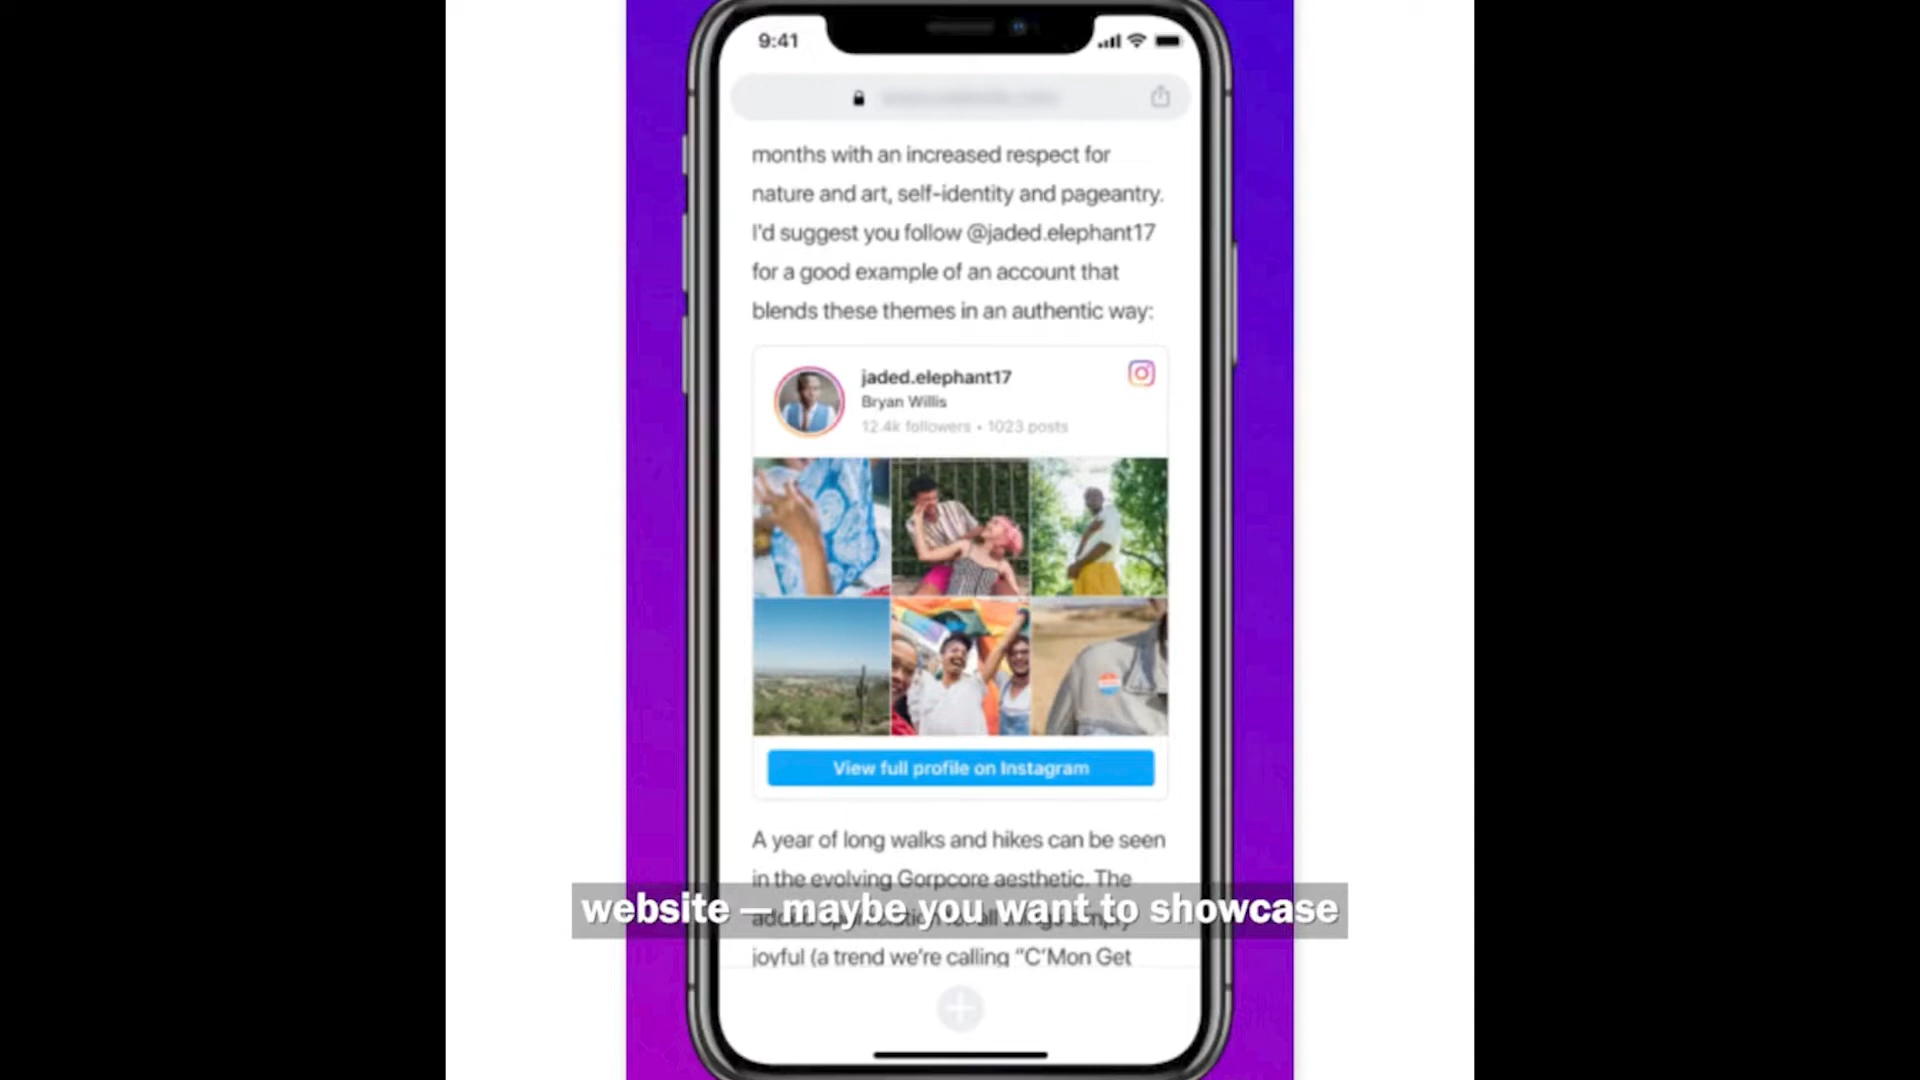 9:41
months with an increased respect for
nature and art, self-identity and pageantry.
I'd suggest you follow @jaded.elephant17
for a good example of an account that
blends these themes in an authentic way:
jaded.elephant17
Bryan Willis
12.4k followers • 1023 posts
View full profile on Instagram
A year of long walks and hikes can be seen
in the evolving Gorpcore aesthetic. The
website — maybe you want to showcase
joyful (a trend we're calling “C'Mon Get